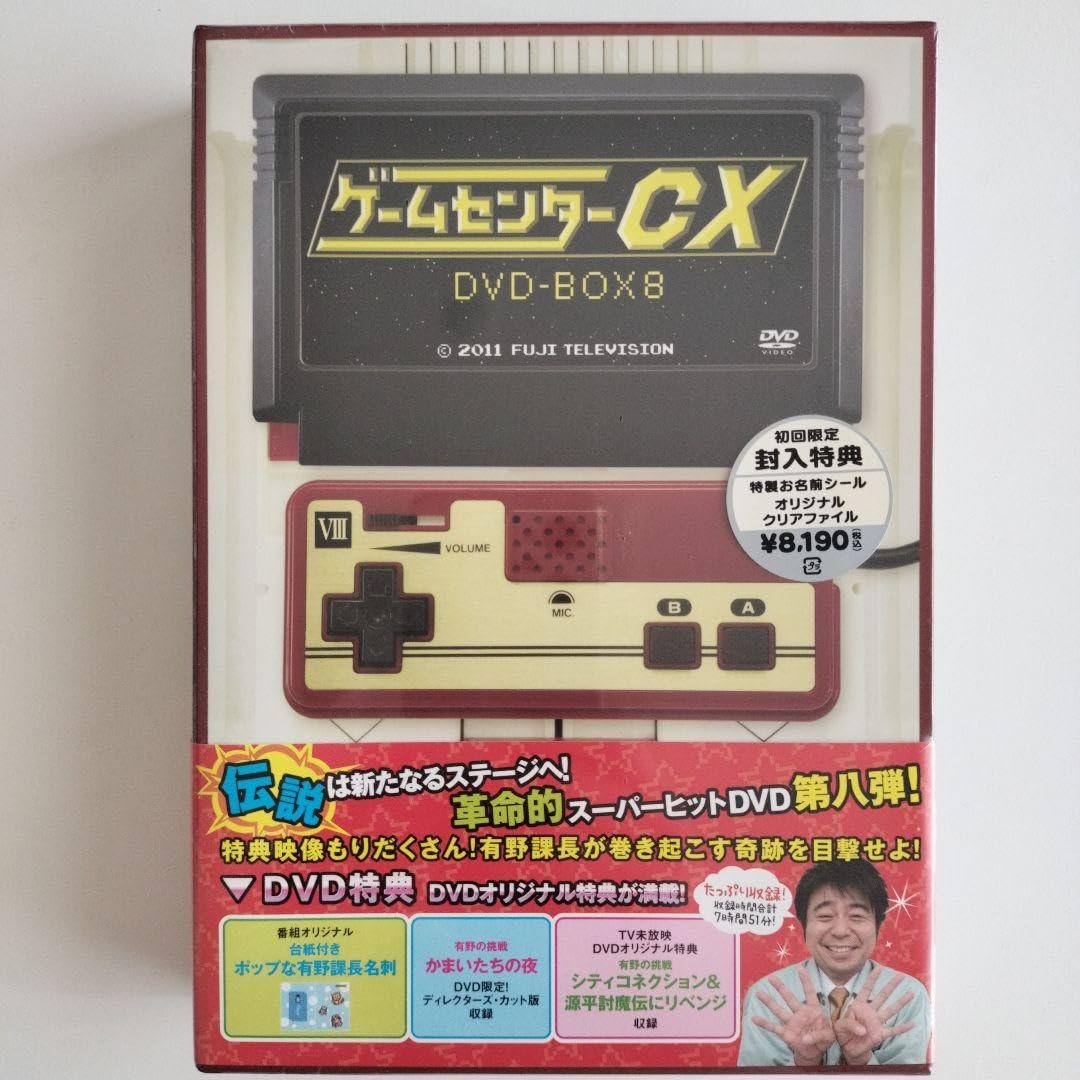 ゲームセンターCX
DVD-BOX8
© 2011 FUJI TELEVISION
DVD
VIDEO
初回限定
封入特典
特製お名前シール
オリジナル
クリアファイル
¥8,190(税込)
VIII
VOLUME
MIC.
B
A
伝説は新たなるステージへ!
革命的スーパーヒットDVD第八弾!
特典映像もりだくさん!有野課長が巻き起こす奇跡を目撃せよ!
▼DVD特典 DVDオリジナル特典が満載!
たっぷり収録!
収録時間合計
7時間51分!
番組オリジナル
台紙付き
ポップな有野課長名刺
有野の挑戦
かまいたちの夜
DVD限定!
ディレクターズ・カット版
収録
TV未放映
DVDオリジナル特典
有野の挑戦
シティコネクション&
源平討魔伝にリベンジ
収録